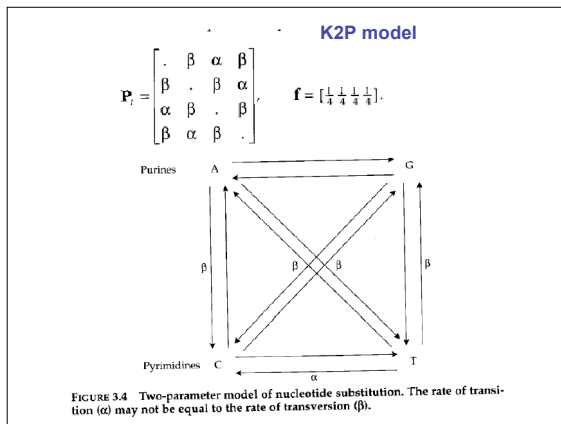 K2P model
P_t = [. β α β
β . β α
α β . β
β α β .], f = [1/4 1/4 1/4 1/4].
Purines A G
β β β β
Pyrimidines C T
α
FIGURE 3.4 Two-parameter model of nucleotide substitution. The rate of transi-
tion (α) may not be equal to the rate of transversion (β).